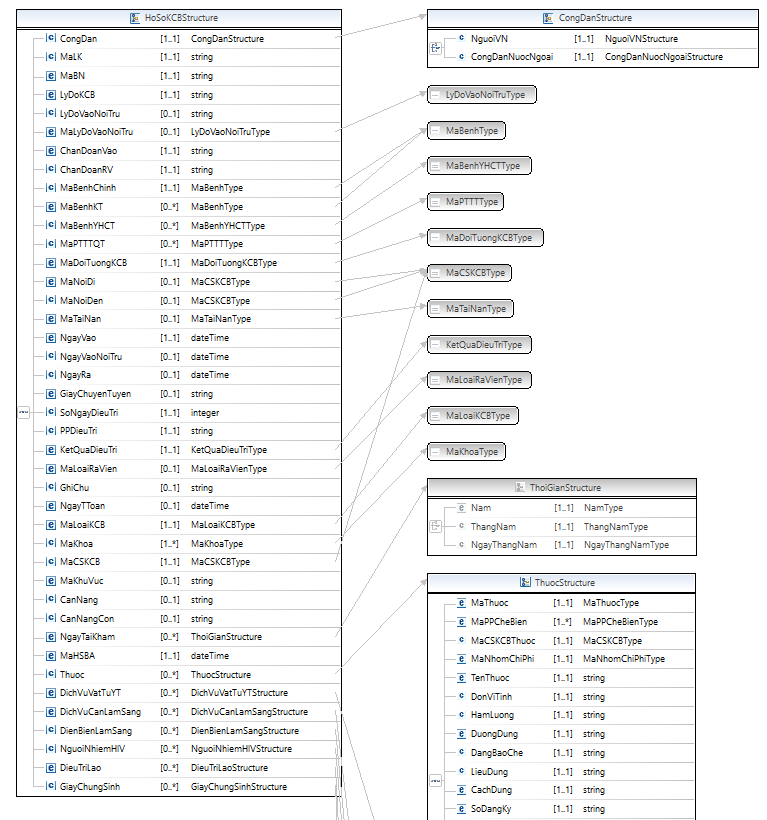 HoSoKCBStructure
CongDan [1..1] CongDanStructure
MaLK [1..1] string
MaBN [1..1] string
LyDoKCB [1..1] string
LyDoVaoNoiTru [0..1] string
MaLyDoVaoNoiTru [0..1] LyDoVaoNoiTruType
ChanDoanVao [1..1] string
ChanDoanRV [1..1] string
MaBenhChinh [1..1] MaBenhType
MaBenhKT [0..*] MaBenhType
MaBenhYHCT [0..*] MaBenhYHCTType
MaPTTTQT [0..*] MaPTTTType
MaDoiTuongKCB [1..1] MaDoiTuongKCBType
MaNoiDi [0..1] MaCSKCBType
MaNoiDen [0..1] MaCSKCBType
MaTaiNan [0..1] MaTaiNanType
NgayVao [1..1] dateTime
NgayVaoNoiTru [0..1] dateTime
NgayRa [0..1] dateTime
GiayChuyenTuyen [0..1] string
SoNgayDieuTri [1..1] integer
PPDieuTri [1..1] string
KetQuaDieuTri [1..1] KetQuaDieuTriType
MaLoaiRaVien [0..1] MaLoaiRaVienType
GhiChu [0..1] string
NgayTToan [0..1] dateTime
MaLoaiKCB [1..1] MaLoaiKCBType
MaKhoa [1..*] MaKhoaType
MaCSKCB [1..1] MaCSKCBType
MaKhuVuc [0..1] string
CanNang [0..1] string
CanNangCon [0..1] string
NgayTaiKham [0..*] ThoiGianStructure
MaHSBA [1..1] dateTime
Thuoc [0..*] ThuocStructure
DichVuVatTuYT [0..*] DichVuVatTuYTStructure
DichVuCanLamSang [0..*] DichVuCanLamSangStructure
DienBienLamSang [0..*] DienBienLamSangStructure
NguoiNhiemHIV [0..*] NguoiNhiemHIVStructure
DieuTriLao [0..*] DieuTriLaoStructure
GiayChungSinh [0..*] GiayChungSinhStructure
CongDanStructure
NguoiVN [1..1] NguoiVNStructure
CongDanNuocNgoai [1..1] CongDanNuocNgoaiStructure
LyDoVaoNoiTruType
MaBenhType
MaBenhYHCTType
MaPTTTType
MaDoiTuongKCBType
MaCSKCBType
MaTaiNanType
KetQuaDieuTriType
MaLoaiRaVienType
MaLoaiKCBType
MaKhoaType
ThoiGianStructure
Nam [1..1] NamType
ThangNam [1..1] ThangNamType
NgayThangNam [1..1] NgayThangNamType
ThuocStructure
MaThuoc [1..1] MaThuocType
MaPPCheBien [1..*] MaPPCheBienType
MaCSKCBThuoc [1..1] MaCSKCBType
MaNhomChiPhi [1..1] MaNhomChiPhiType
TenThuoc [1..1] string
DonViTinh [1..1] string
HamLuong [1..1] string
DuongDung [1..1] string
DangBaoChe [1..1] string
LieuDung [1..1] string
CachDung [1..1] string
SoDangKy [1..1] string